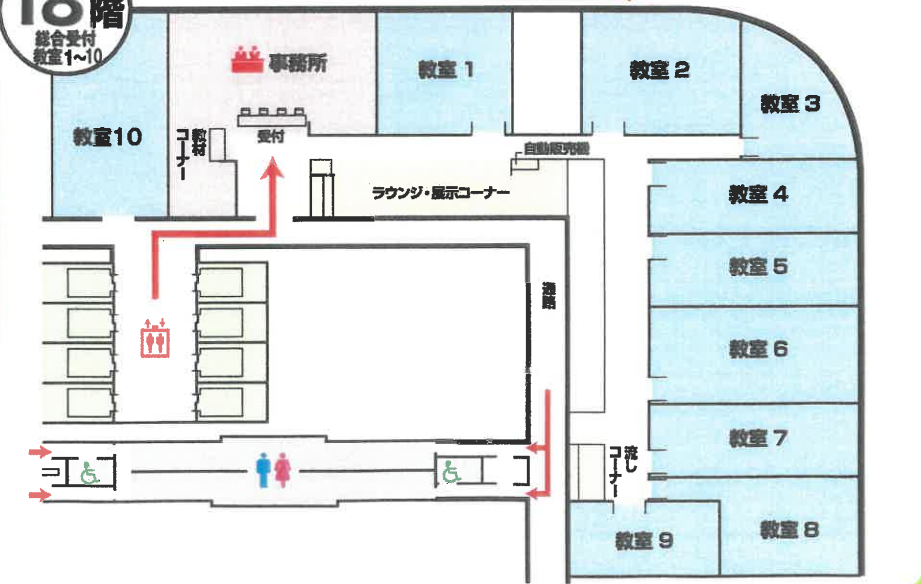 18階
総合受付
教室1~10
事務所
教室 1
教室 2
教室 3
教室10
教材
コーナー
受付
自動販売機
ラウンジ・展示コーナー
教室 4
教室 5
通路
教室 6
教室 7
流し
コーナー
教室 8
教室 9